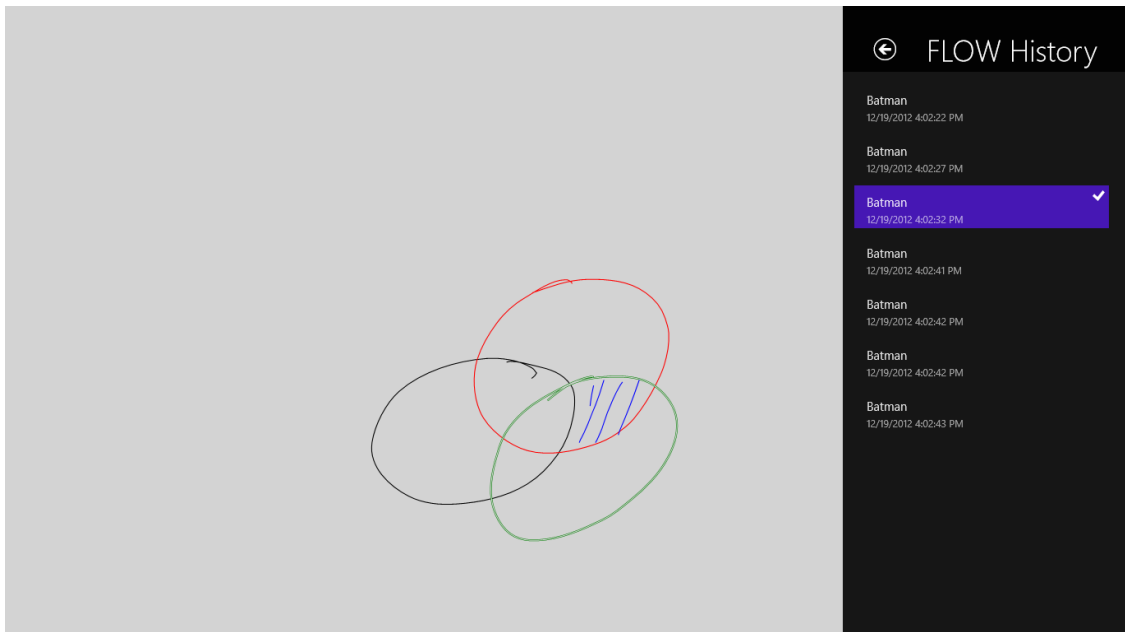 FLOW History
Batman
12/19/2012 4:02:22 PM
Batman
12/19/2012 4:02:27 PM
Batman
12/19/2012 4:02:32 PM
Batman
12/19/2012 4:02:41 PM
Batman
12/19/2012 4:02:42 PM
Batman
12/19/2012 4:02:42 PM
Batman
12/19/2012 4:02:43 PM